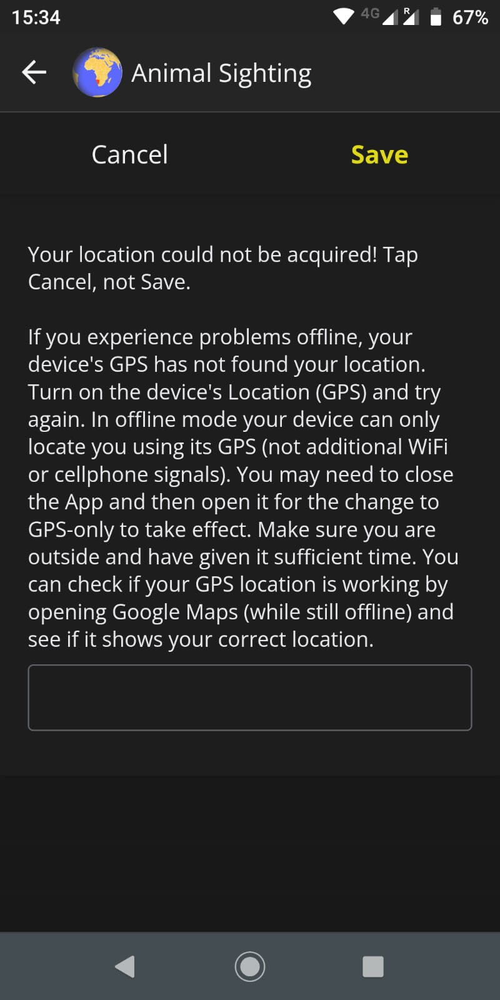 15:34
4G
R
67%
Animal Sighting
Cancel
Save
Your location could not be acquired! Tap
Cancel, not Save.
If you experience problems offline, your
device's GPS has not found your location.
Turn on the device's Location (GPS) and try
again. In offline mode your device can only
locate you using its GPS (not additional WiFi
or cellphone signals). You may need to close
the App and then open it for the change to
GPS-only to take effect. Make sure you are
outside and have given it sufficient time. You
can check if your GPS location is working by
opening Google Maps (while still offline) and
see if it shows your correct location.